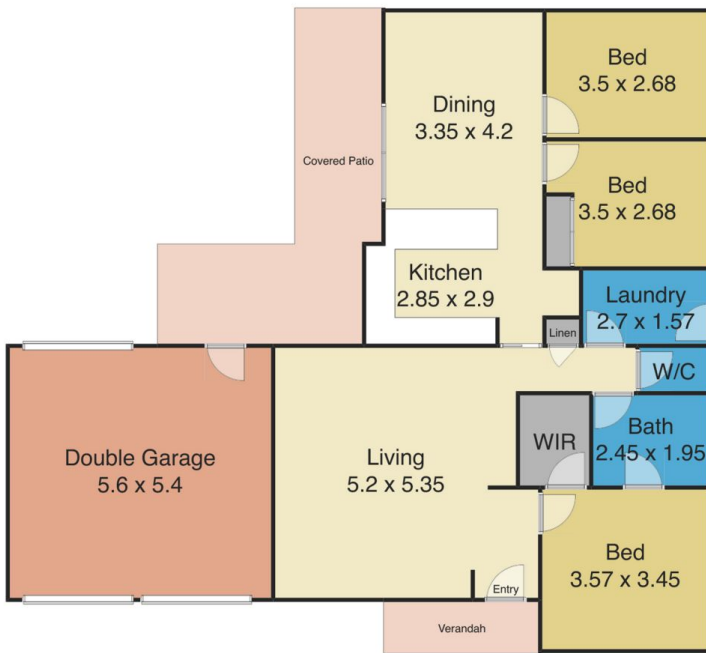 Bed
3.5 x 2.68
Dining
3.35 x 4.2
Covered Patio
Bed
3.5 x 2.68
Kitchen
2.85 x 2.9
Laundry
2.7 x 1.57
Linen
W/C
Double Garage
5.6 x 5.4
Living
5.2 x 5.35
WIR
Bath
2.45 x 1.95
Bed
3.57 x 3.45
Entry
Verandah